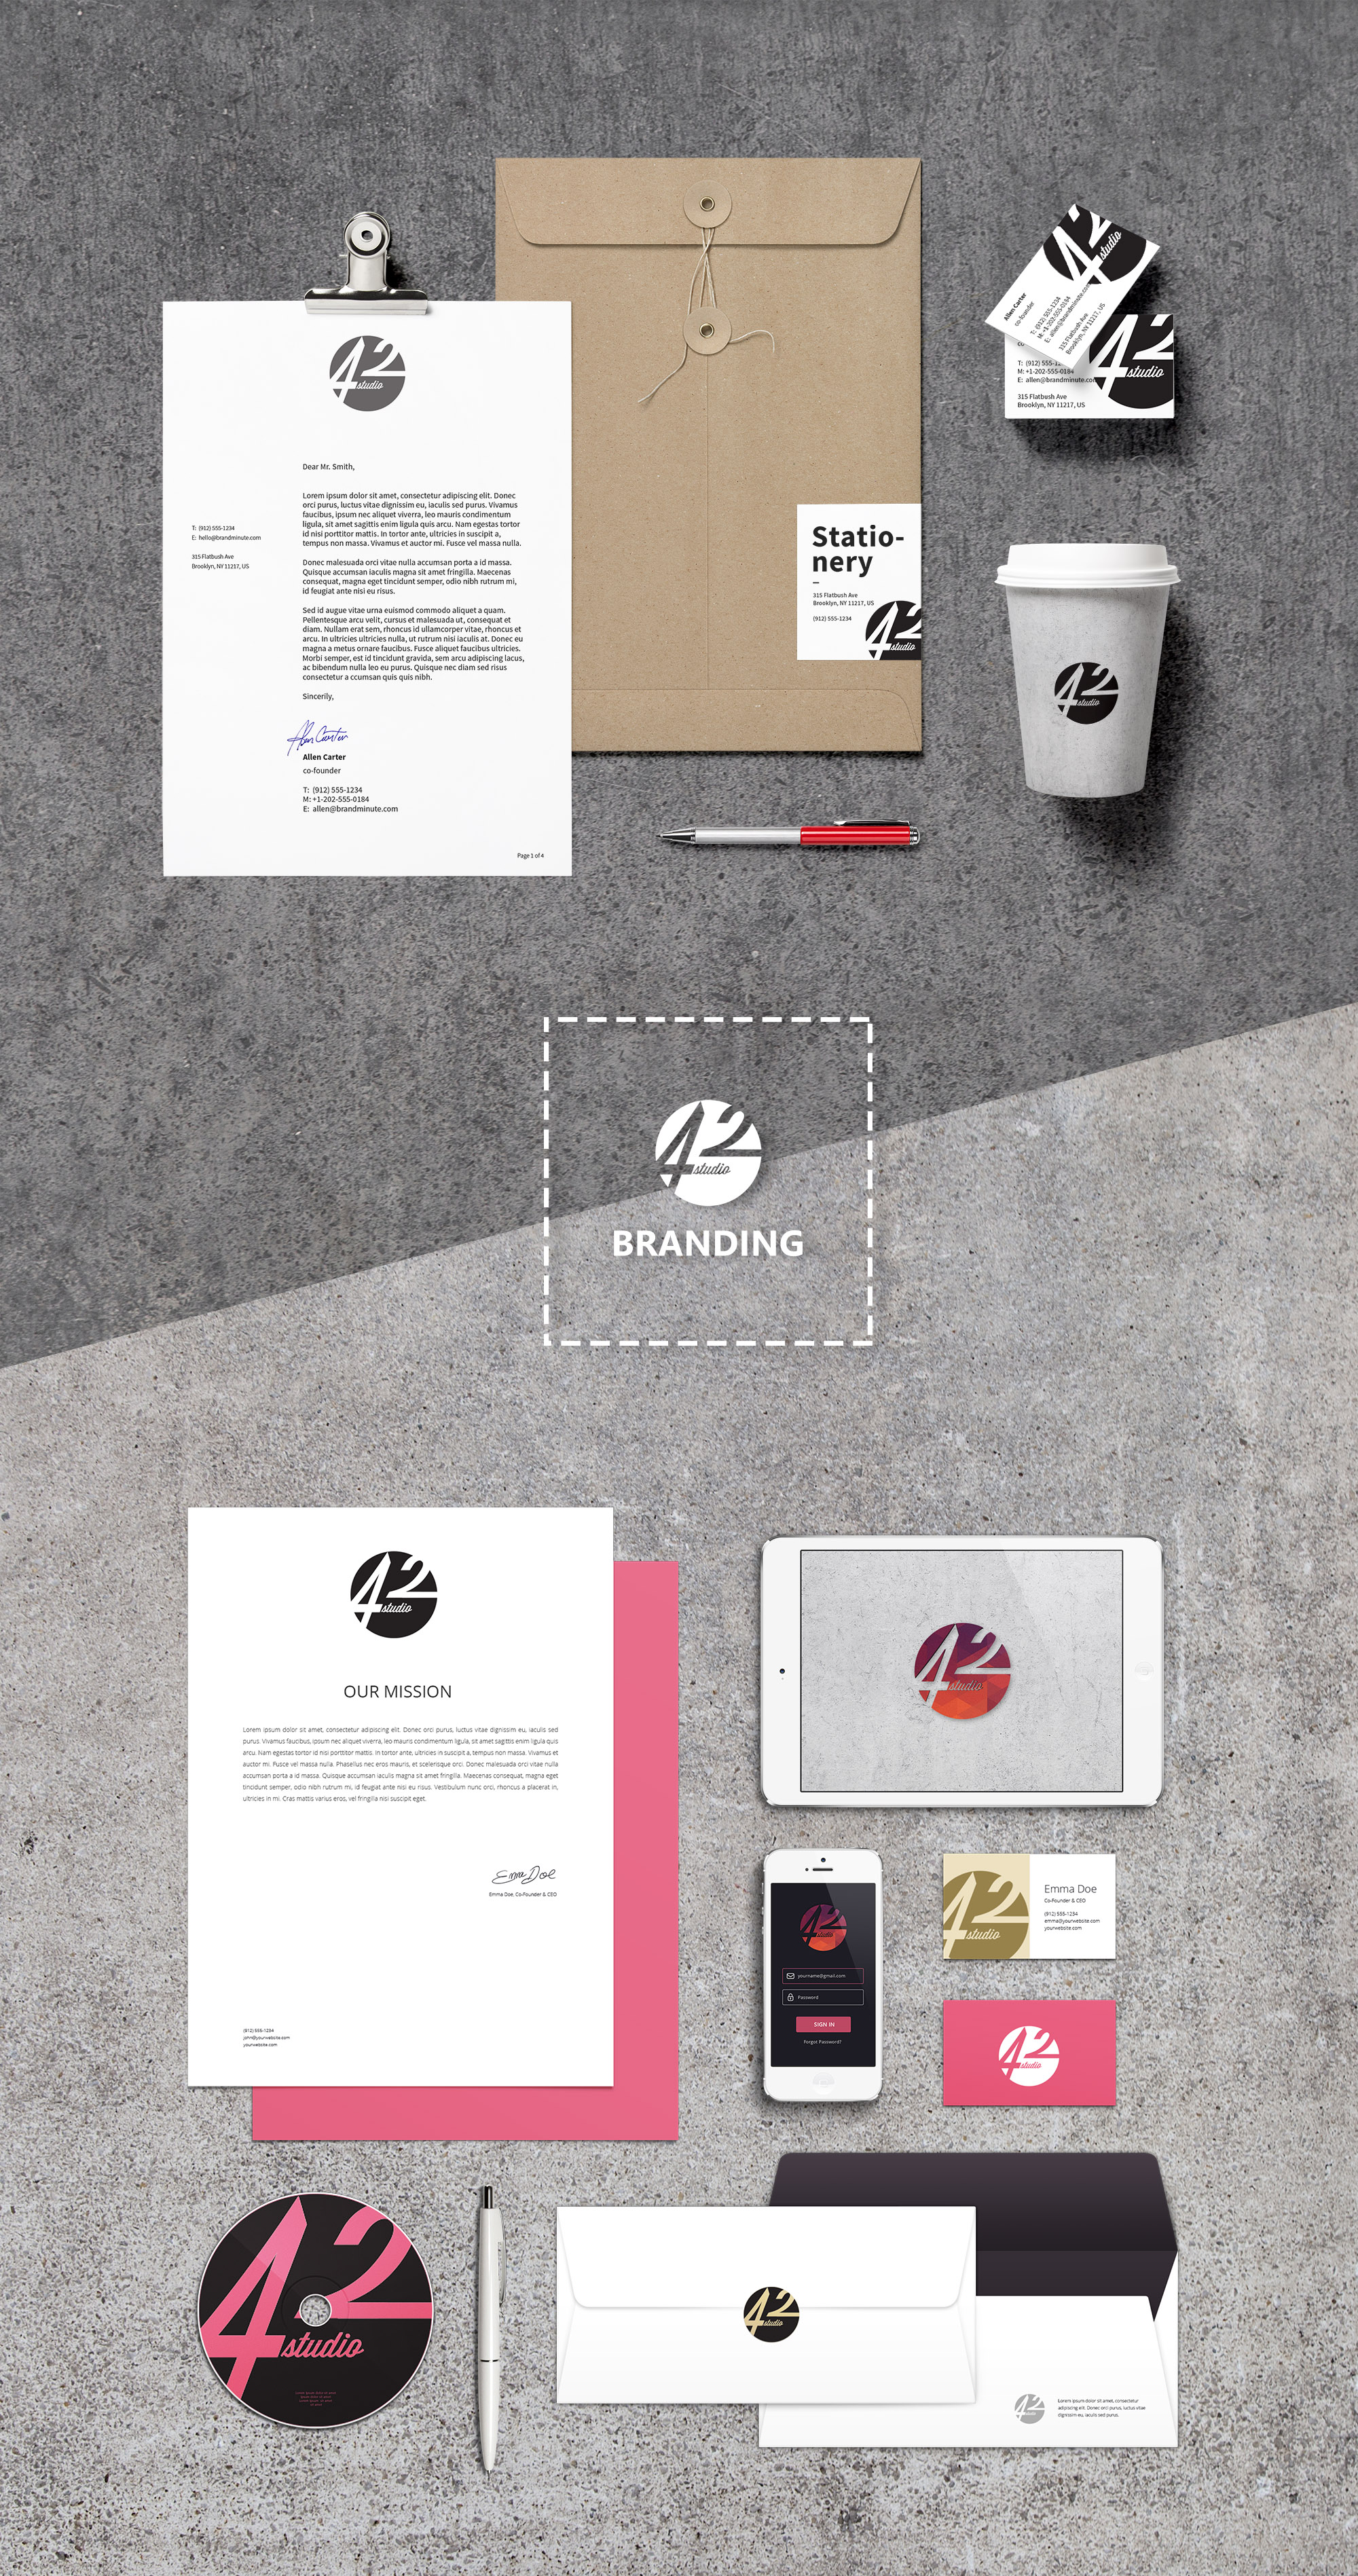 42
studio
Dear Mr. Smith,
Lorem ipsum dolor sit amet, consectetur adipiscing elit. Donec
orci purus, luctus vitae dignissim eu, iaculis sed purus. Vivamus
faucibus, ipsum nec aliquet viverra, leo mauris condimentum
ligula, sit amet sagittis enim ligula quis arcu. Nam egestas tortor
id nisi porttitor mattis. In tortor ante, ultricies in suscipit a,
tempus non massa. Vivamus et auctor mi. Fusce vel massa nulla.
Donec malesuada orci vitae nulla accumsan porta a id massa.
Quisque accumsan iaculis magna sit amet fringilla. Maecenas
consequat, magna eget tincidunt semper, odio nibh rutrum mi,
id feugiat ante nisi eu risus.
Sed id augue vitae urna euismod commodo aliquet a quam.
Pellentesque arcu velit, cursus et malesuada ut, consequat et
diam. Nullam erat sem, rhoncus id ullamcorper vitae, rhoncus et
arcu. In ultricies ultricies nulla, ut rutrum nisi iaculis at. Donec eu
magna a metus ornare faucibus. Fusce aliquet faucibus ultricies.
Morbi semper, est id tincidunt gravida, sem arcu adipiscing lacus,
ac bibendum nulla leo eu purus. Quisque nec diam sed risus
consectetur a ccumsan quis quis nibh.
Sincerily,
Allen Carter
Allen Carter
co-founder
T: (912) 555-1234
M: +1-202-555-0184
E: allen@brandminute.com
Page 1 of 4
T: (912) 555-1234
E: hello@brandminute.com
315 Flatbush Ave
Brooklyn, NY 11217, US
Statio-
nery
315 Flatbush Ave
Brooklyn, NY 11217, US
(912) 555-1234
42
studio
42
studio
Allen Carter
co-founder
T: (912) 555-1234
M: +1-202-555-0184
E: allen@brandminute.com
315 Flatbush Ave
Brooklyn, NY 11217, US
42
studio
co
T: (912) 555-12
M: +1-202-555-0184
E: allen@brandminute.co
315 Flatbush Ave
Brooklyn, NY 11217, US
42
studio
42
studio
BRANDING
42
studio
OUR MISSION
Lorem ipsum dolor sit amet, consectetur adipiscing elit. Donec orci purus, luctus vitae dignissim eu, iaculis sed
purus. Vivamus faucibus, ipsum nec aliquet viverra, leo mauris condimentum ligula, sit amet sagittis enim ligula quis
arcu. Nam egestas tortor id nisi porttitor mattis. In tortor ante, ultricies in suscipit a, tempus non massa. Vivamus et
auctor mi. Fusce vel massa nulla. Phasellus nec eros mauris, et scelerisque orci. Donec malesuada orci vitae nulla
accumsan porta a id massa. Quisque accumsan iaculis magna sit amet fringilla. Maecenas consequat, magna eget
tincidunt semper, odio nibh rutrum mi, id feugiat ante nisi eu risus. Vestibulum nunc orci, rhoncus a placerat in,
ultricies in mi. Cras mattis varius eros, vel fringilla nisi suscipit eget.
Emma Doe
Emma Doe, Co-Founder & CEO
(912) 555-1234
john@yourwebsite.com
yourwebsite.com
42
studio
42
studio
yourname@gmail.com
Password
SIGN IN
Forgot Password?
42
studio
Emma Doe
Co-Founder & CEO
(912) 555-1234
emma@yourwebsite.com
yourwebsite.com
42
studio
42
studio
42
studio
42
Lorem ipsum dolor sit amet, consectetur
adipiscing elit. Donec orci purus, luctus vitae
dignissim eu, iaculis sed purus.